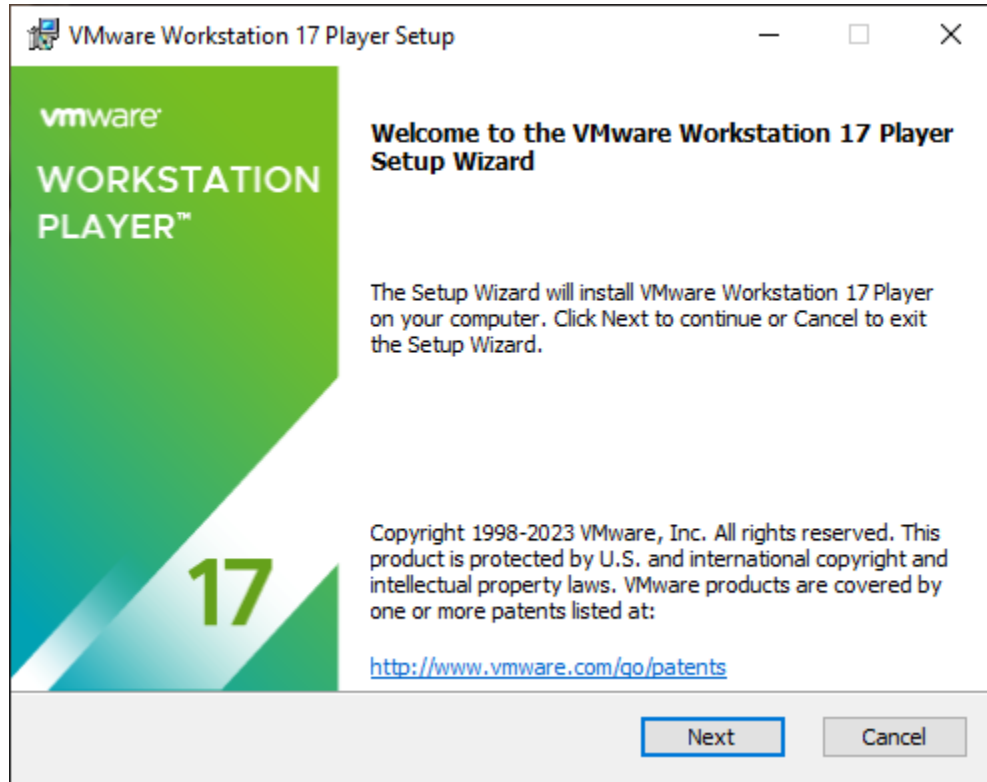 VMware Workstation 17 Player Setup
vmware
WORKSTATION
PLAYER™
17
Welcome to the VMware Workstation 17 Player
Setup Wizard
The Setup Wizard will install VMware Workstation 17 Player
on your computer. Click Next to continue or Cancel to exit
the Setup Wizard.
Copyright 1998-2023 VMware, Inc. All rights reserved. This
product is protected by U.S. and international copyright and
intellectual property laws. VMware products are covered by
one or more patents listed at:
http://www.vmware.com/go/patents
Next
Cancel